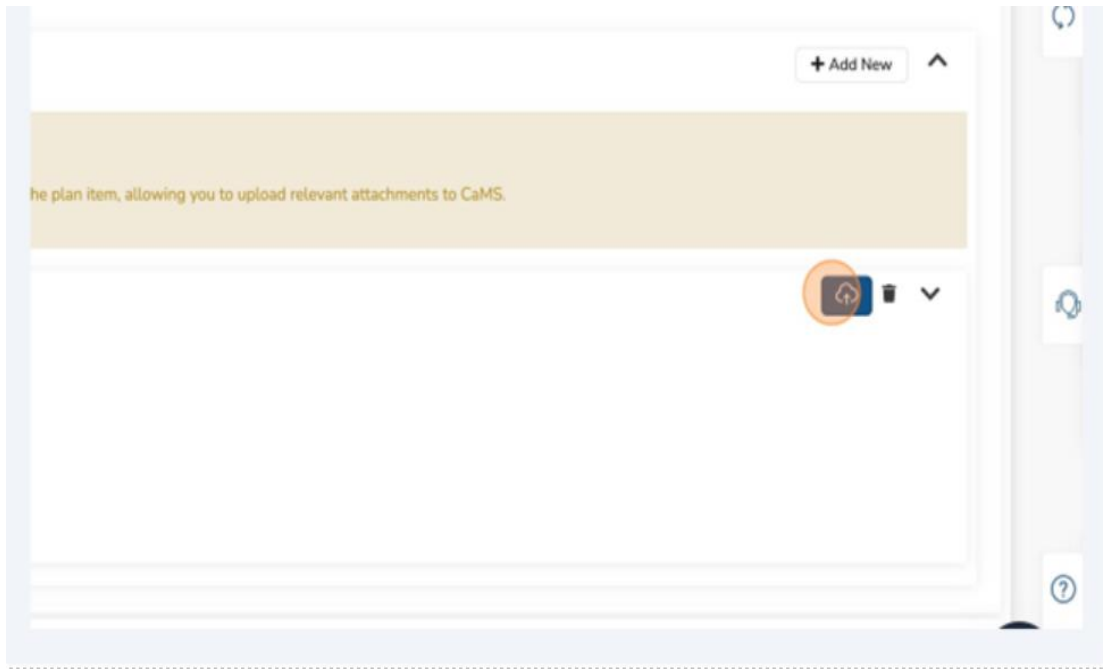 + Add New
he plan item, allowing you to upload relevant attachments to CaMS.